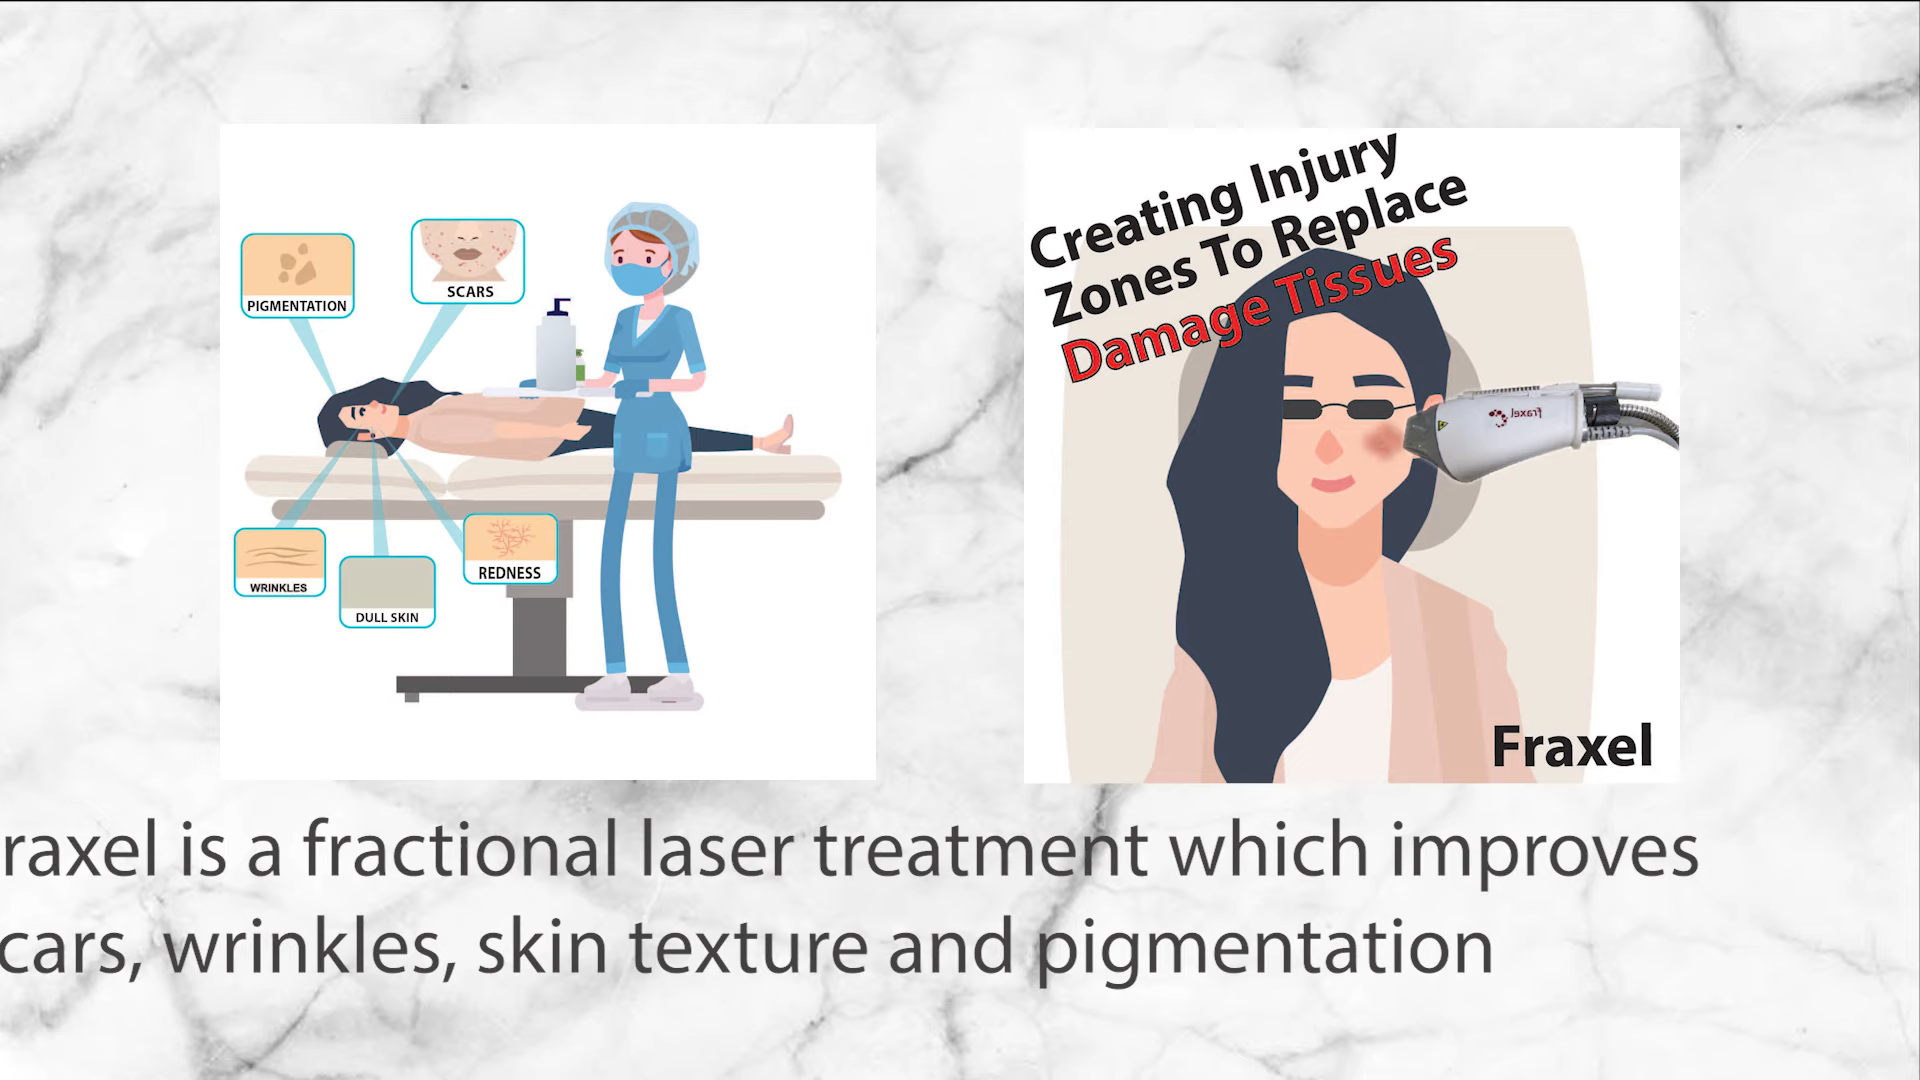 PIGMENTATION
SCARS
WRINKLES
DULL SKIN
REDNESS
Creating Injury
Zones To Replace
Damage Tissues
fraxel
Fraxel
raxel is a fractional laser treatment which improves
cars, wrinkles, skin texture and pigmentation